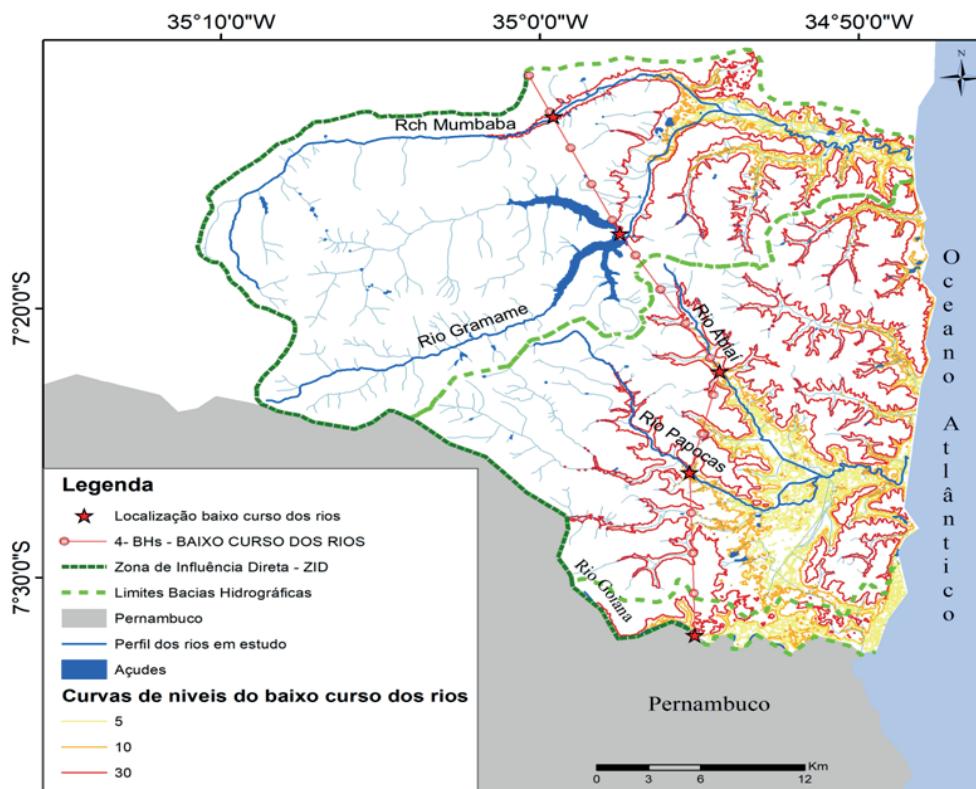 35°10'0"W
35°0'0"W
34°50'0"W
N
Rch Mumbaba
7°20'0"S
Rio Gramame
Rio Abiaí
Rio Papocas
Oceano Atlântico
7°30'0"S
Rio Goiana
Pernambuco
Legenda
Localização baixo curso dos rios
4- BHs - BAIXO CURSO DOS RIOS
Zona de Influência Direta - ZID
Limites Bacias Hidrográficas
Pernambuco
Perfil dos rios em estudo
Açudes
Curvas de niveis do baixo curso dos rios
5
10
30
Km
0 3 6 12